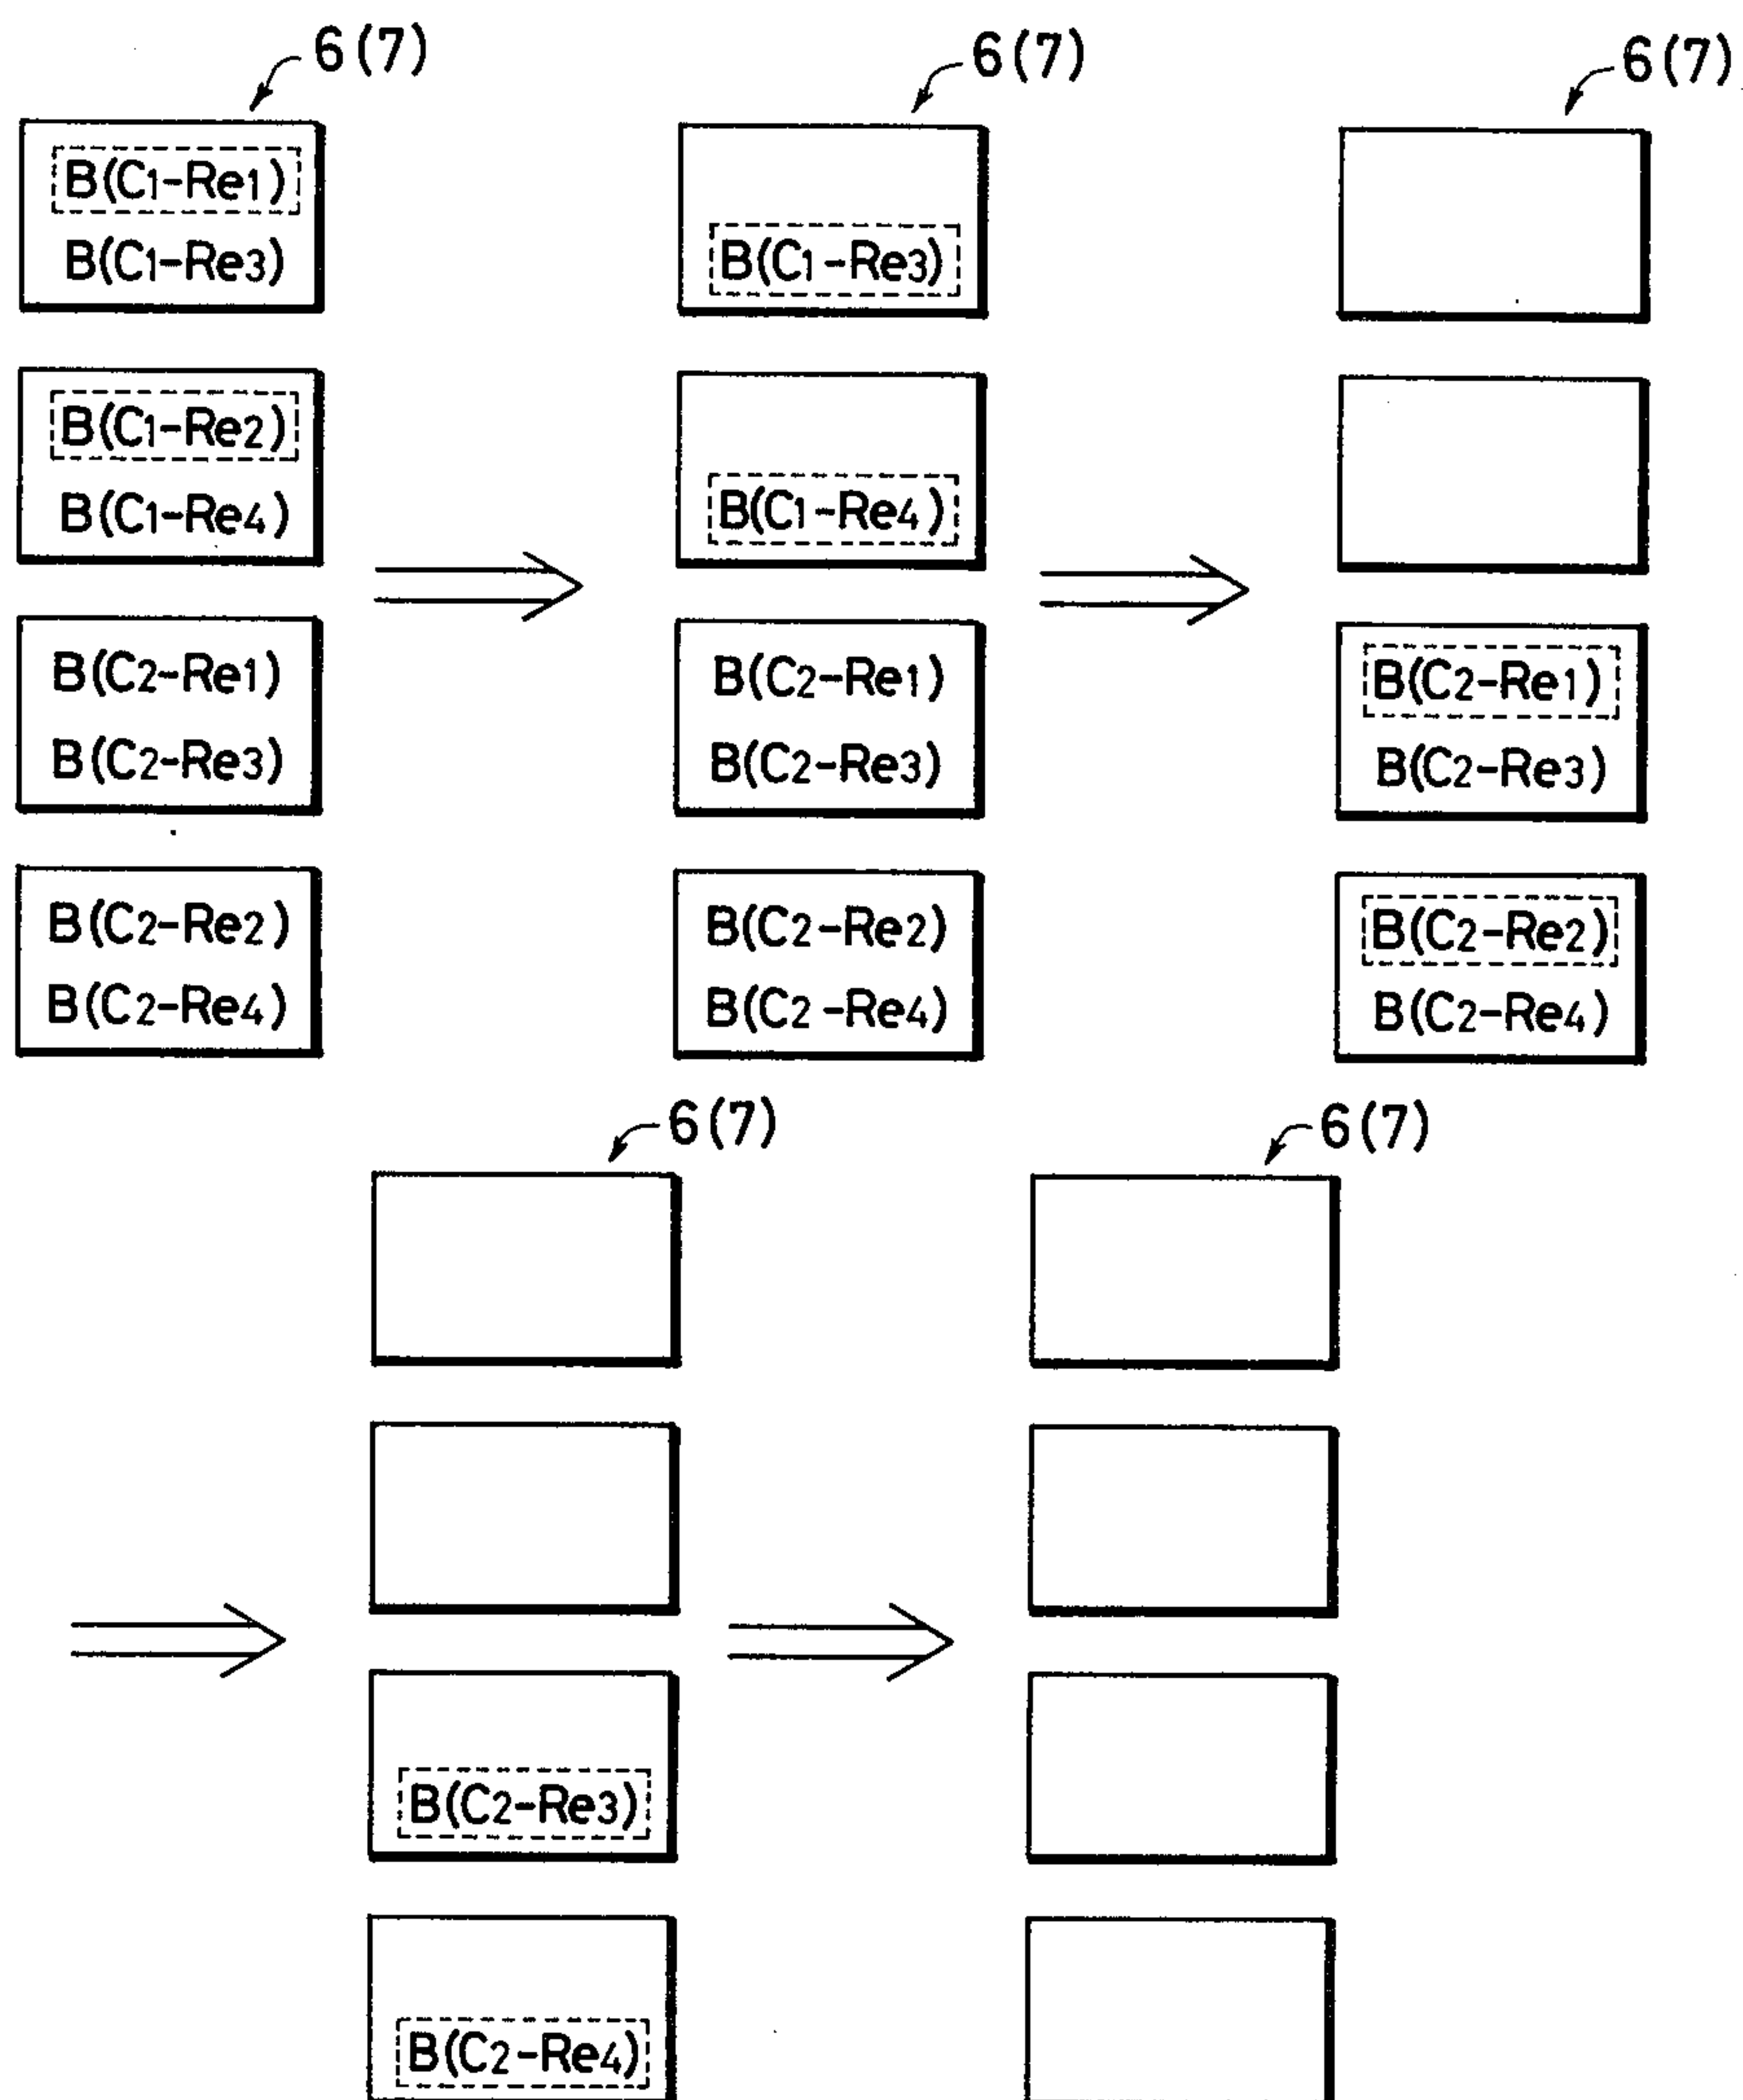 6(7)
B(C1-Re1)
B(C1-Re3)
B(C1-Re2)
B(C1-Re4)
B(C2-Re1)
B(C2-Re3)
B(C2-Re2)
B(C2-Re4)
6(7)
B(C1-Re3)
B(C1-Re4)
B(C2-Re1)
B(C2-Re3)
B(C2-Re2)
B(C2-Re4)
6(7)
B(C2-Re1)
B(C2-Re3)
B(C2-Re2)
B(C2-Re4)
6(7)
B(C2-Re3)
B(C2-Re4)
6(7)